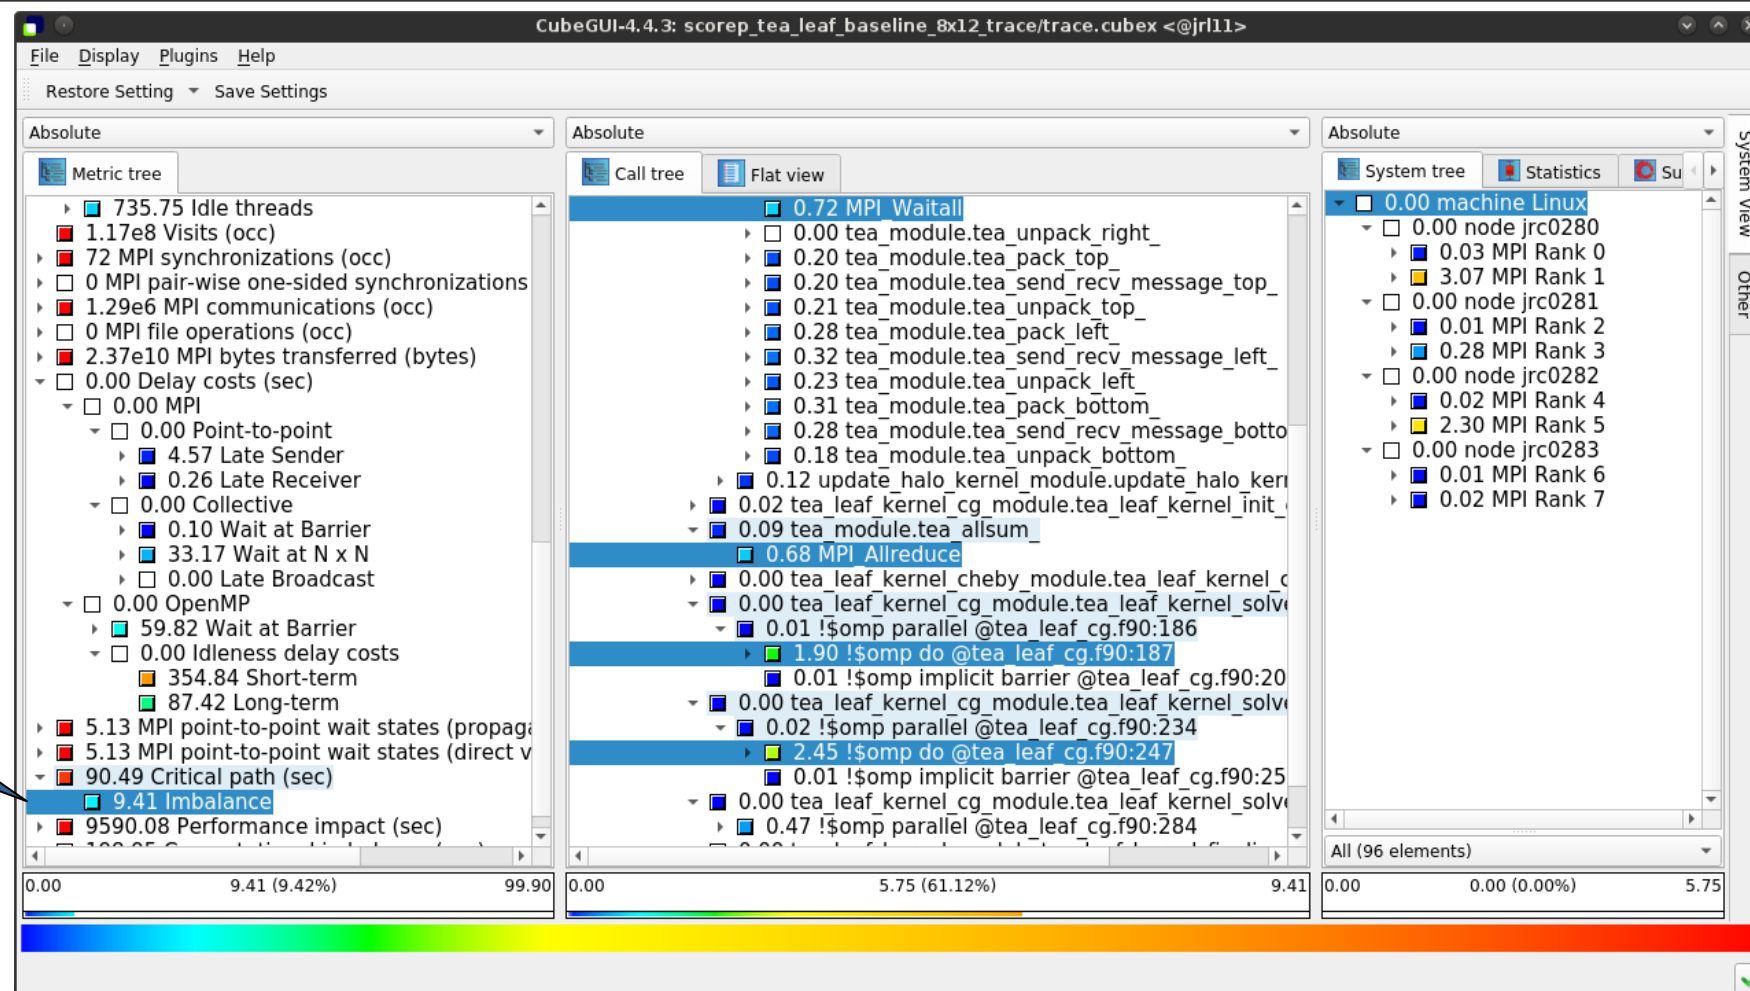 CubeGUI-4.4.3: scorep_tea_leaf_baseline_8x12_trace/trace.cubex <@jrl11>
File Display Plugins Help
Restore Setting Save Settings
Absolute
Metric tree
735.75 Idle threads
1.17e8 Visits (occ)
72 MPI synchronizations (occ)
0 MPI pair-wise one-sided synchronizations
1.29e6 MPI communications (occ)
0 MPI file operations (occ)
2.37e10 MPI bytes transferred (bytes)
0.00 Delay costs (sec)
0.00 MPI
0.00 Point-to-point
4.57 Late Sender
0.26 Late Receiver
0.00 Collective
0.10 Wait at Barrier
33.17 Wait at N x N
0.00 Late Broadcast
0.00 OpenMP
59.82 Wait at Barrier
0.00 Idleness delay costs
354.84 Short-term
87.42 Long-term
5.13 MPI point-to-point wait states (propaga
5.13 MPI point-to-point wait states (direct v
90.49 Critical path (sec)
9.41 Imbalance
9590.08 Performance impact (sec)
0.00 9.41 (9.42%) 99.90
Absolute
Call tree Flat view
0.72 MPI_Waitall
0.00 tea_module.tea_unpack_right_
0.20 tea_module.tea_pack_top_
0.20 tea_module.tea_send_recv_message_top_
0.21 tea_module.tea_unpack_top_
0.28 tea_module.tea_pack_left_
0.32 tea_module.tea_send_recv_message_left_
0.23 tea_module.tea_unpack_left_
0.31 tea_module.tea_pack_bottom_
0.28 tea_module.tea_send_recv_message_botto
0.18 tea_module.tea_unpack_bottom_
0.12 update_halo_kernel_module.update_halo_kern
0.02 tea_leaf_kernel_cg_module.tea_leaf_kernel_init_
0.09 tea_module.tea_allsum_
0.68 MPI_Allreduce
0.00 tea_leaf_kernel_cheby_module.tea_leaf_kernel_c
0.00 tea_leaf_kernel_cg_module.tea_leaf_kernel_solve
0.01 !$omp parallel @tea_leaf_cg.f90:186
1.90 !$omp do @tea_leaf_cg.f90:187
0.01 !$omp implicit barrier @tea_leaf_cg.f90:20
0.00 tea_leaf_kernel_cg_module.tea_leaf_kernel_solve
0.02 !$omp parallel @tea_leaf_cg.f90:234
2.45 !$omp do @tea_leaf_cg.f90:247
0.01 !$omp implicit barrier @tea_leaf_cg.f90:25
0.00 tea_leaf_kernel_cg_module.tea_leaf_kernel_solve
0.47 !$omp parallel @tea_leaf_cg.f90:284
0.00 5.75 (61.12%) 9.41
Absolute
System tree Statistics Su
0.00 machine Linux
0.00 node jrc0280
0.03 MPI Rank 0
3.07 MPI Rank 1
0.00 node jrc0281
0.01 MPI Rank 2
0.28 MPI Rank 3
0.00 node jrc0282
0.02 MPI Rank 4
2.30 MPI Rank 5
0.00 node jrc0283
0.01 MPI Rank 6
0.02 MPI Rank 7
All (96 elements)
0.00 0.00 (0.00%) 5.75
System View
Other